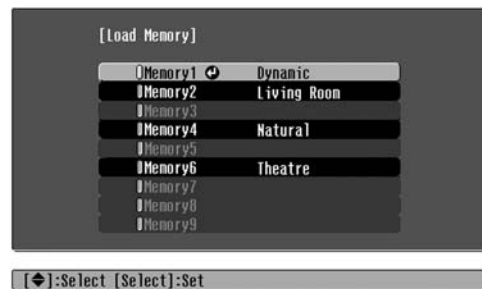 [Load Memory]
Memory1 Dynamic
Memory2 Living Room
Memory3
Memory4 Natural
Memory5
Memory6 Theatre
Memory7
Memory8
Memory9
[◆]:Select [Select]:Set